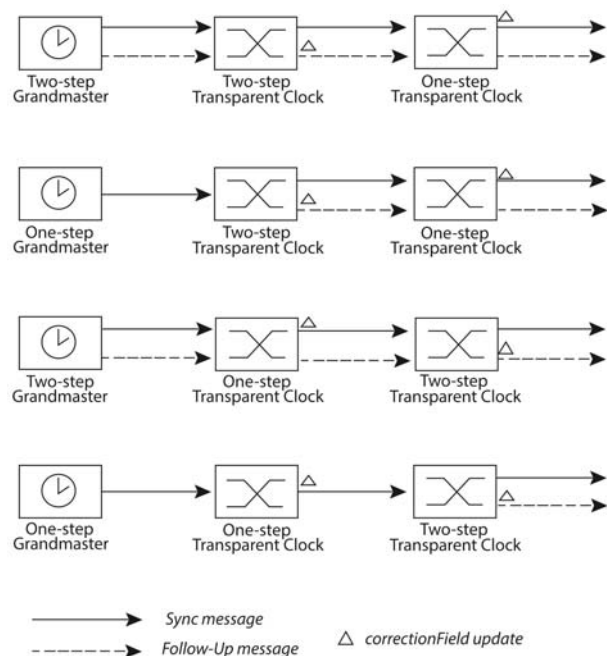 Two-step
Grandmaster
Two-step
Transparent Clock
One-step
Transparent Clock
One-step
Grandmaster
Two-step
Transparent Clock
One-step
Transparent Clock
Two-step
Grandmaster
One-step
Transparent Clock
Two-step
Transparent Clock
One-step
Grandmaster
One-step
Transparent Clock
Two-step
Transparent Clock
Sync message
Follow-Up message
correctionField update